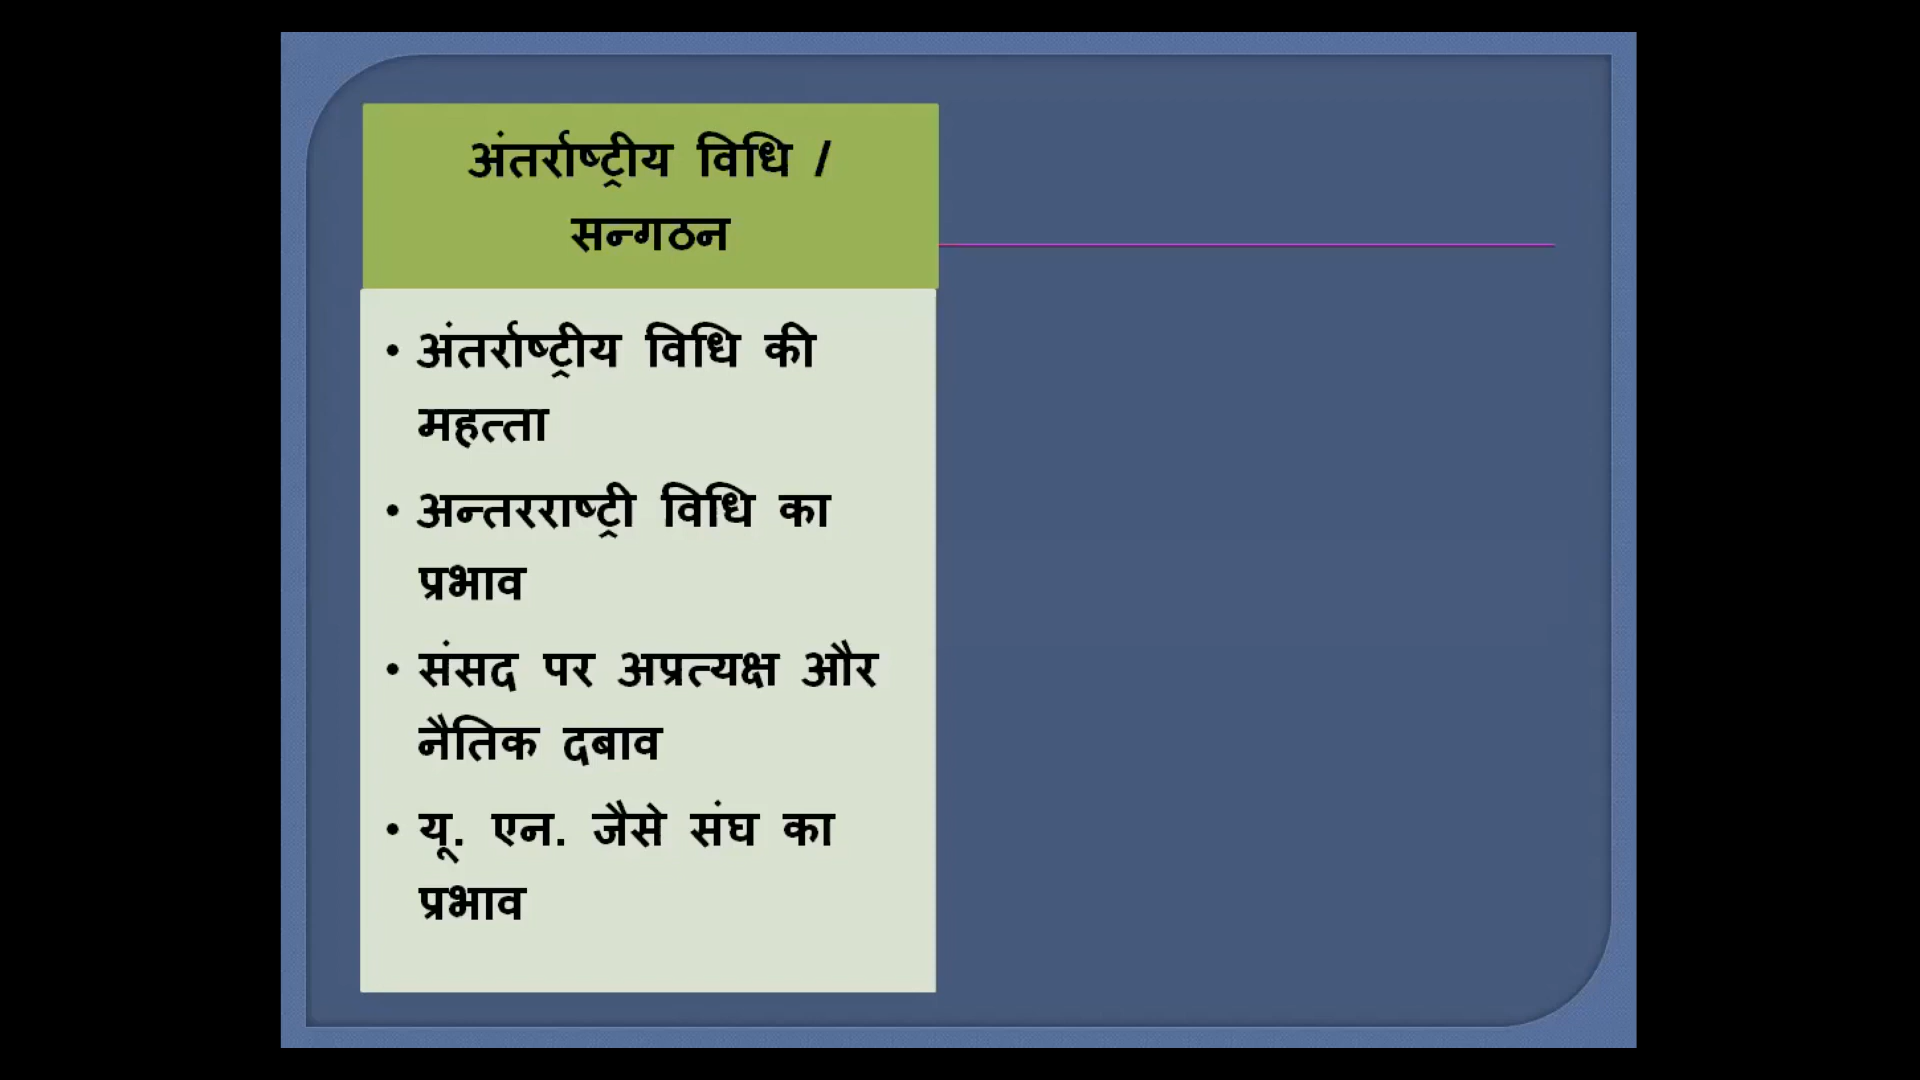 अंतर्राष्ट्रीय विधि /
सन्गठन
• अंतर्राष्ट्रीय विधि की
महत्ता
• अन्तरराष्ट्री विधि का
प्रभाव
• संसद पर अप्रत्यक्ष और
नैतिक दबाव
• यू. एन. जैसे संघ का
प्रभाव